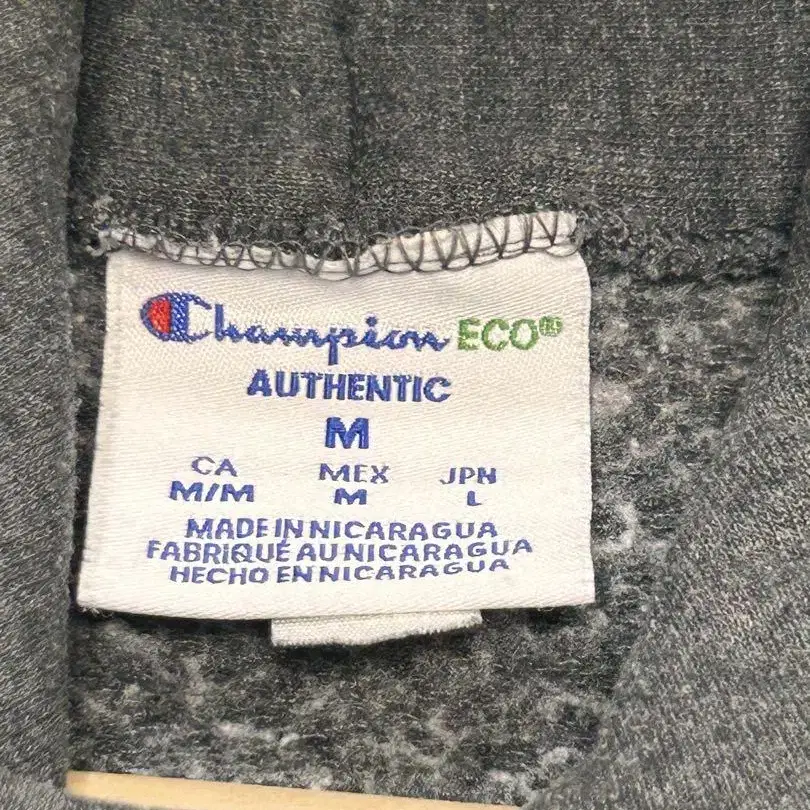 Champion ECO®
AUTHENTIC
M
CA MEX JPN
M/M M L
MADE IN NICARAGUA
FABRIQUÉ AU NICARAGUA
HECHO EN NICARAGUA